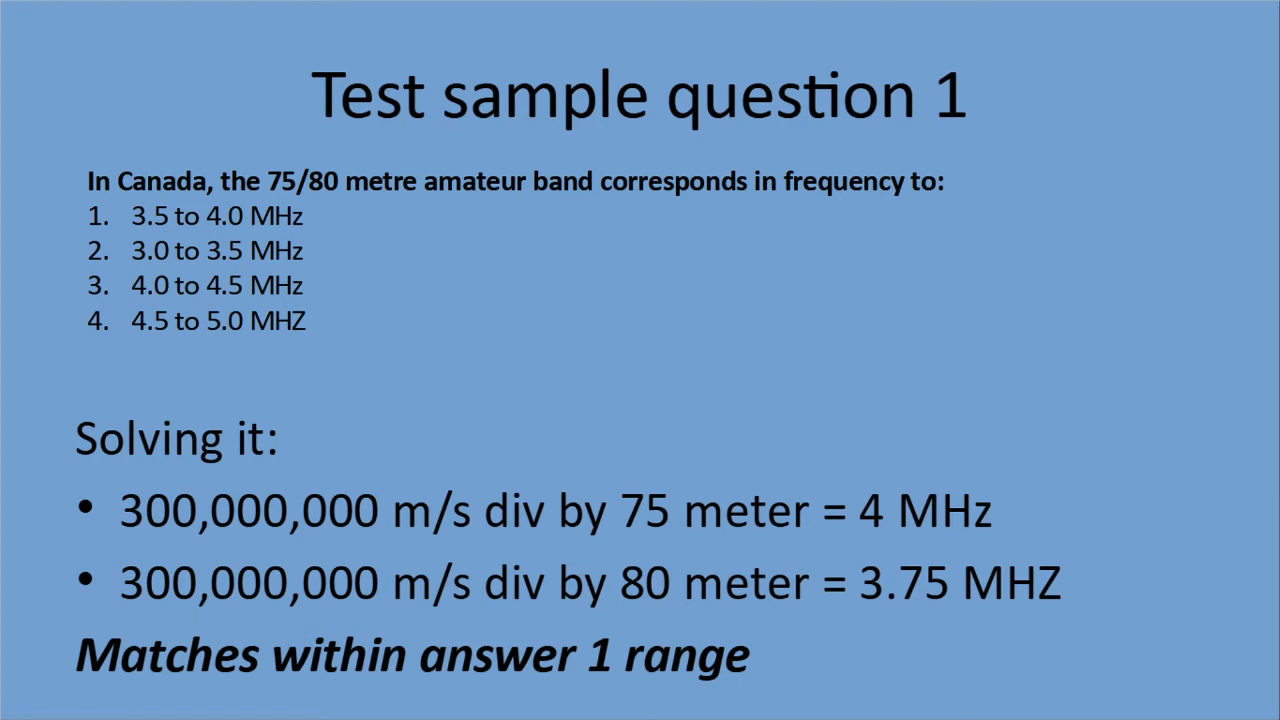 Test sample question 1
In Canada, the 75/80 metre amateur band corresponds in frequency to:
1. 3.5 to 4.0 MHz
2. 3.0 to 3.5 MHz
3. 4.0 to 4.5 MHz
4. 4.5 to 5.0 MHZ
Solving it:
• 300,000,000 m/s div by 75 meter = 4 MHz
• 300,000,000 m/s div by 80 meter = 3.75 MHZ
Matches within answer 1 range